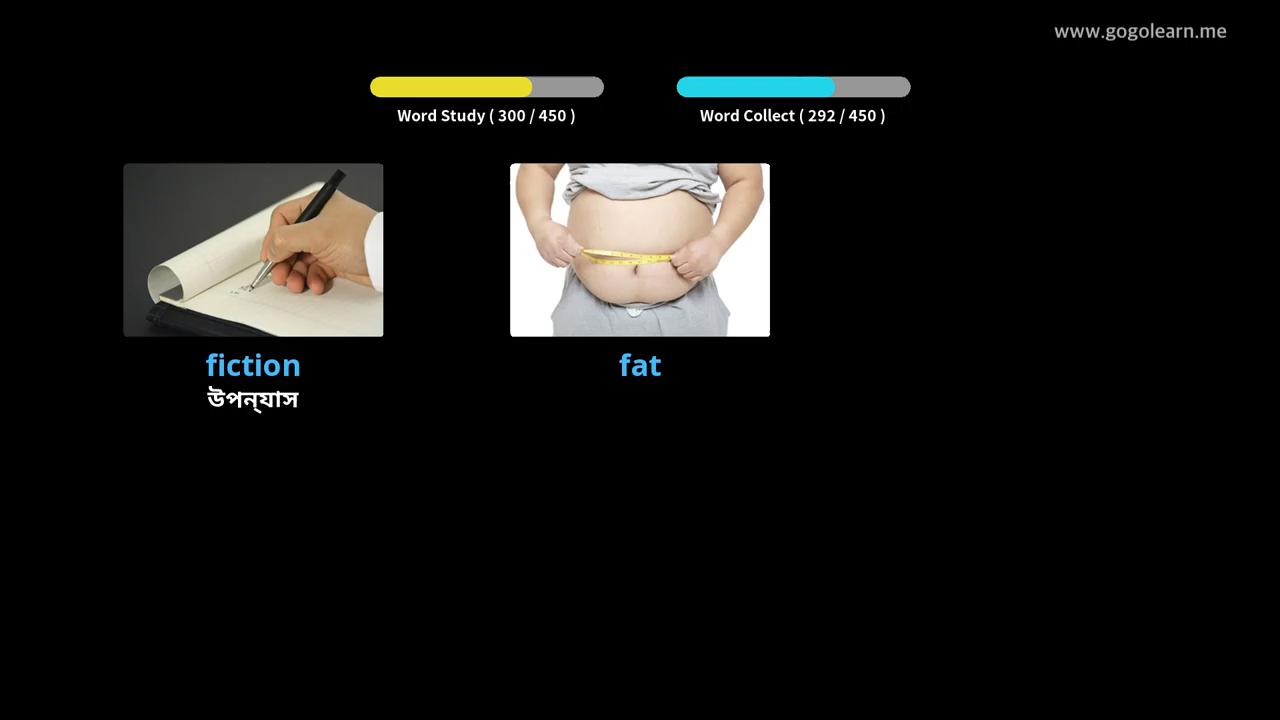 www.gogolearn.me
Word Study ( 300 / 450 )
Word Collect ( 292 / 450 )
fiction
উপন্যাস
fat